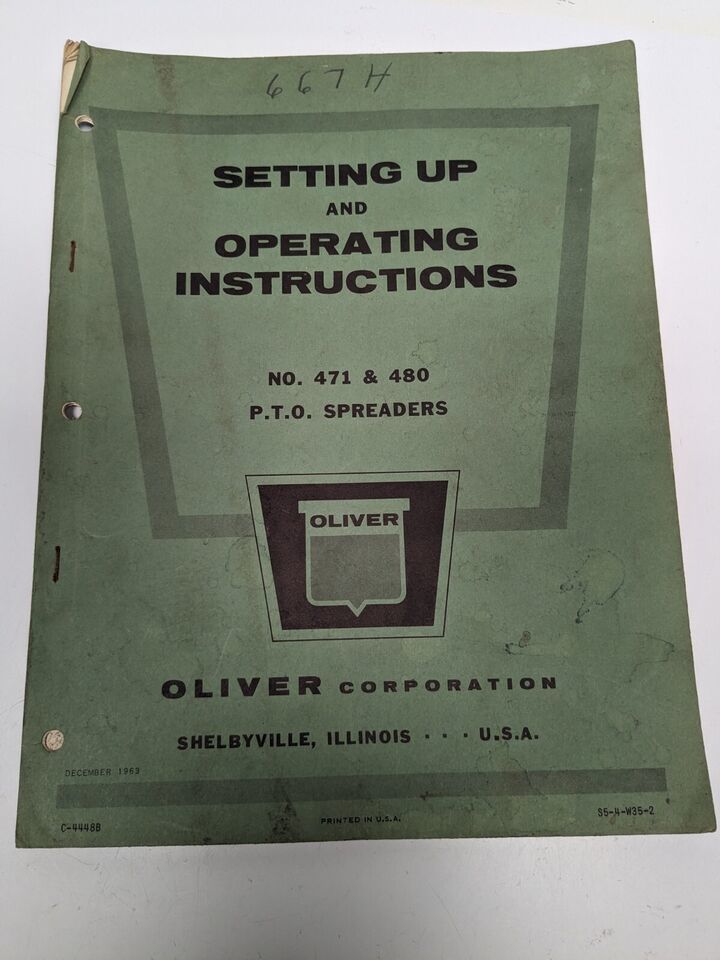 667H
SETTING UP
AND
OPERATING
INSTRUCTIONS
NO. 471 & 480
P.T.O. SPREADERS
OLIVER
OLIVER CORPORATION
SHELBYVILLE, ILLINOIS - - - U.S.A.
DECEMBER 1963
C-4448B
PRINTED IN U.S.A.
S5-4-W35-2